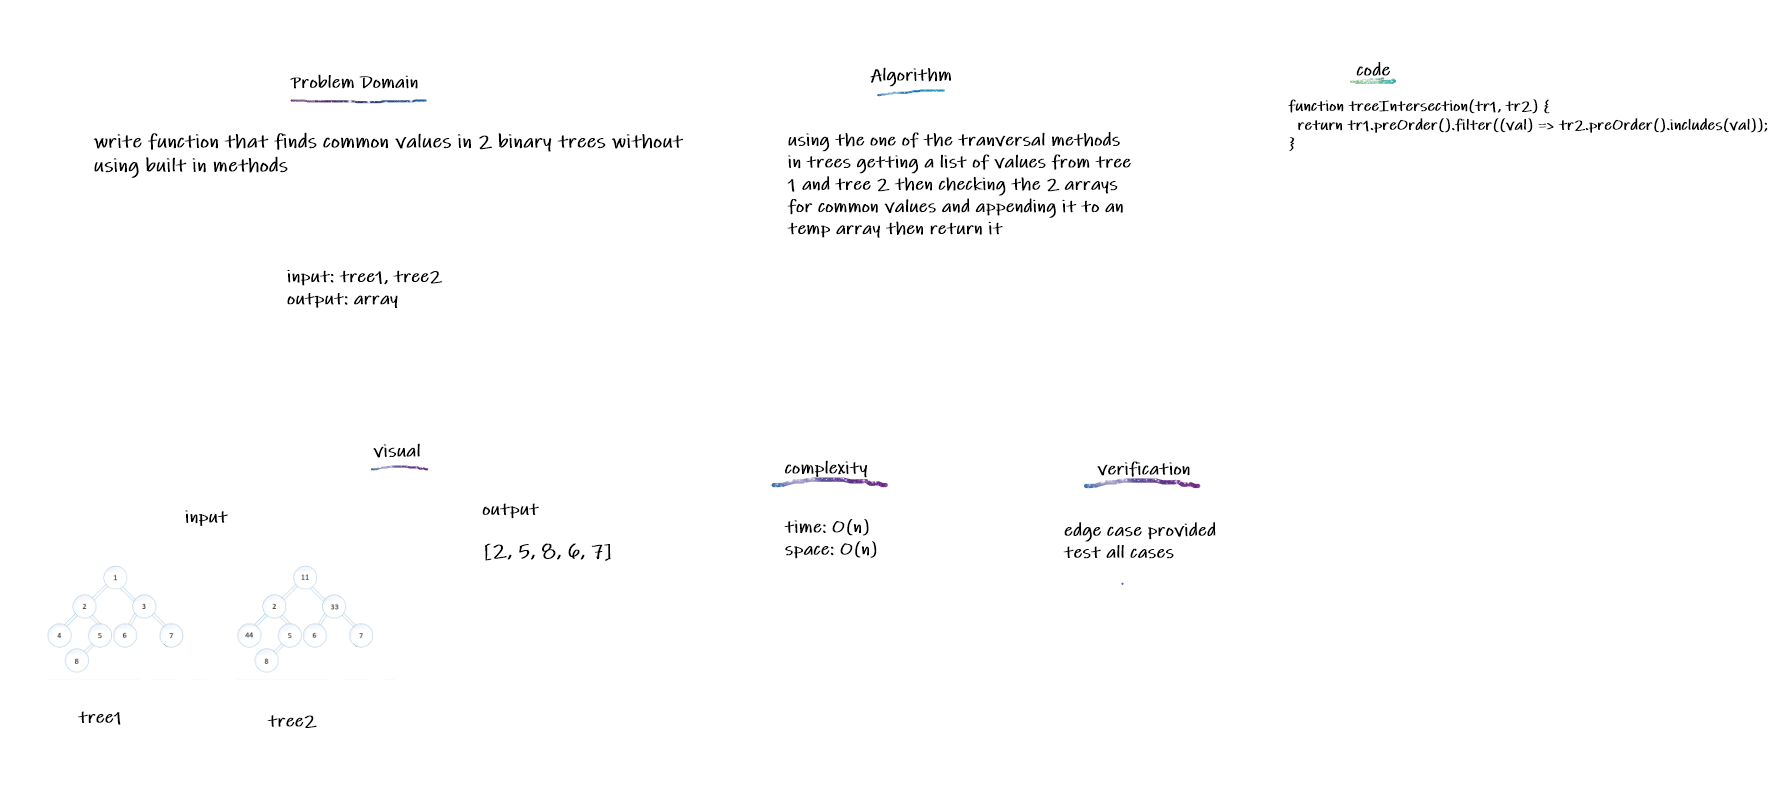 Problem Domain
write function that finds common values in 2 binary trees without
using built in methods
input: tree1, tree2
output: array
Algorithm
using the one of the tranversal methods
in trees getting a list of values from tree
1 and tree 2 then checking the 2 arrays
for common values and appending it to an
temp array then return it
code
function treeIntersection(tr1, tr2) {
return tr1.preOrder().filter((val) => tr2.preOrder().includes(val));
}
visual
input
output
[2, 5, 8, 6, 7]
1
2
3
4
5
6
7
8
tree1
11
2
33
44
5
6
7
8
tree2
complexity
time: O(n)
space: O(n)
verification
edge case provided
test all cases